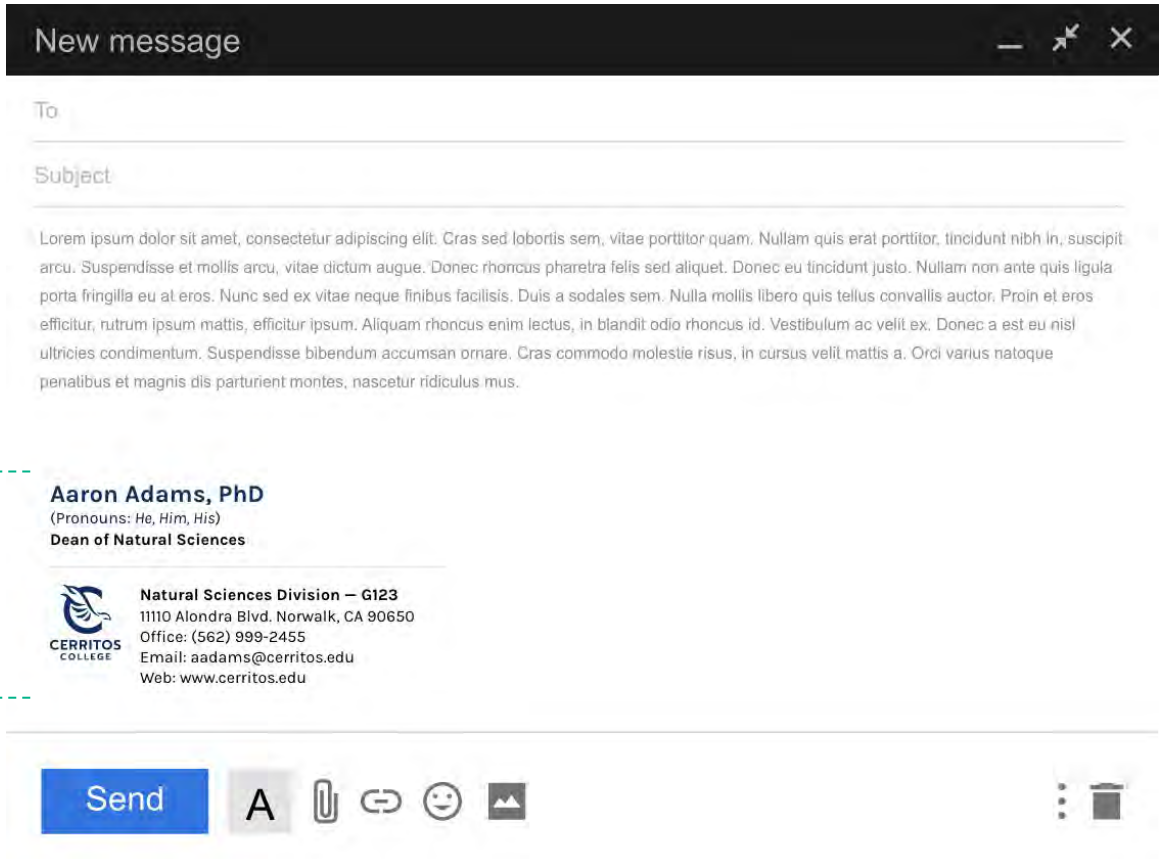 New message
To
Subject
Lorem ipsum dolor sit amet, consectetur adipiscing elit. Cras sed lobortis sem, vitae porttitor quam. Nullam quis erat porttitor, tincidunt nibh in, suscipit
arcu. Suspendisse et mollis arcu, vitae dictum augue. Donec rhoncus pharetra felis sed aliquet. Donec eu tincidunt justo. Nullam non ante quis ligula
porta fringilla eu at eros. Nunc sed ex vitae neque finibus facilisis. Duis a sodales sem. Nulla mollis libero quis tellus convallis auctor. Proin et eros
efficitur, rutrum ipsum mattis, efficitur ipsum. Aliquam rhoncus enim lectus, in blandit odio rhoncus id. Vestibulum ac velit ex. Donec a est eu nisl
ultricies condimentum. Suspendisse bibendum accumsan ornare. Cras commodo molestie risus, in cursus velit mattis a. Orci varius natoque
penatibus et magnis dis parturient montes, nascetur ridiculus mus.
Aaron Adams, PhD
(Pronouns: He, Him, His)
Dean of Natural Sciences
CERRITOS
COLLEGE
Natural Sciences Division — G123
11110 Alondra Blvd. Norwalk, CA 90650
Office: (562) 999-2455
Email: aadams@cerritos.edu
Web: www.cerritos.edu
Send A